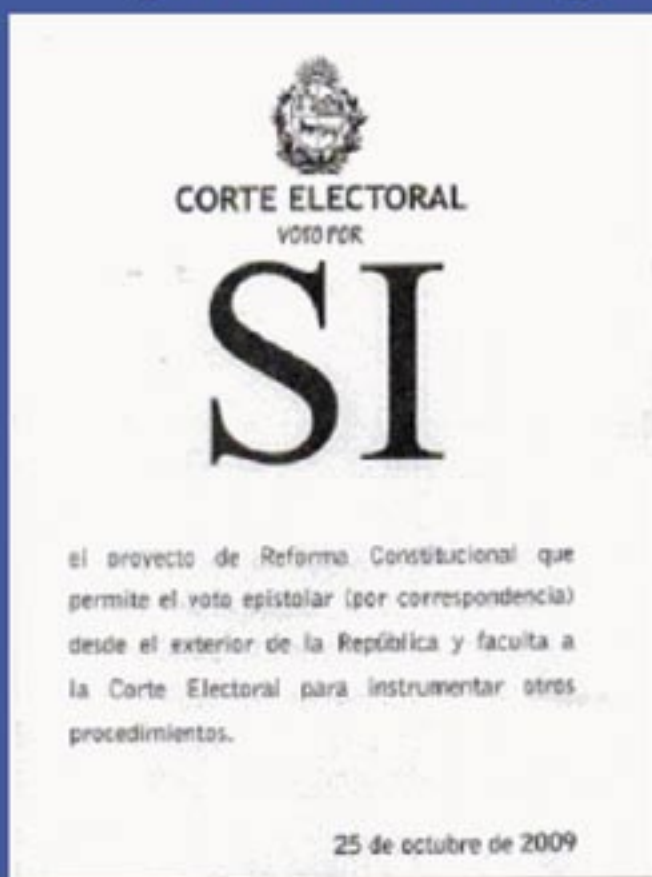 CORTE ELECTORAL
VOTO POR
SI
el proyecto de Reforma Constitucional que
permite el voto epistolar (por correspondencia)
desde el exterior de la República y faculta a
la Corte Electoral para instrumentar otros
procedimientos.
25 de octubre de 2009